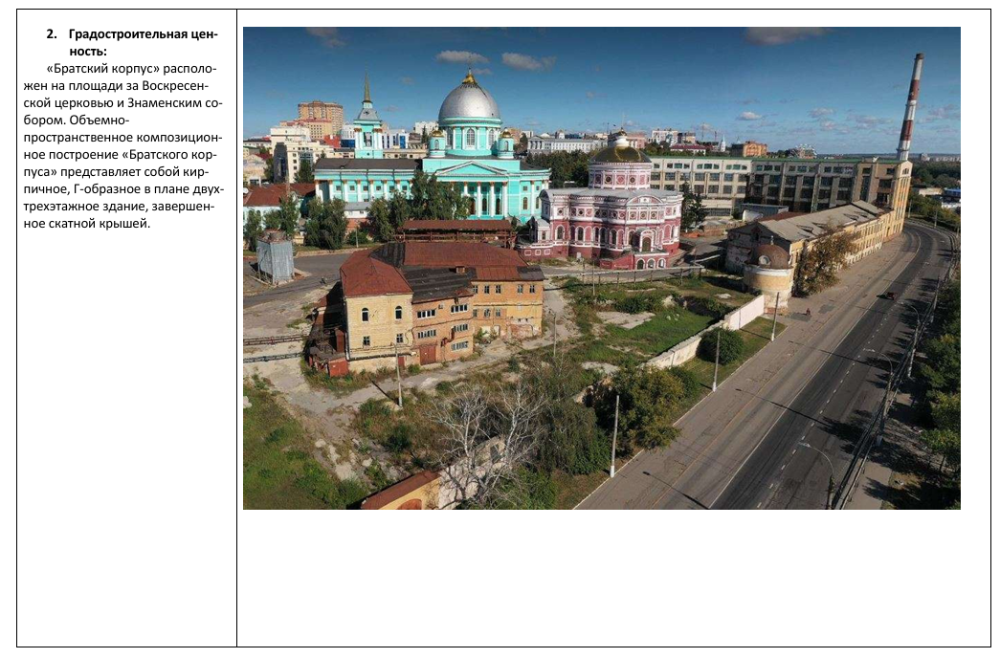 2. Градостроительная цен-
ность:
«Братский корпус» располо-
жен на площади за Воскресен-
ской церковью и Знаменским со-
бором. Объемно-
пространственное композицион-
ное построение «Братского кор-
пуса» представляет собой кир-
пичное, Г-образное в плане двух-
трехэтажное здание, завершен-
ное скатной крышей.